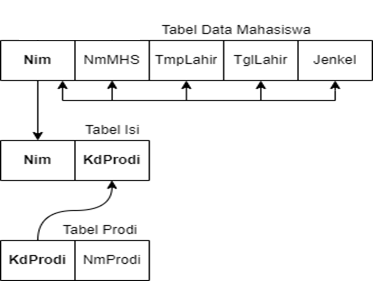 Tabel Data Mahasiswa
Nim NmMHS TmpLahir TglLahir Jenkel
Tabel Isi
Nim KdProdi
Tabel Prodi
KdProdi NmProdi